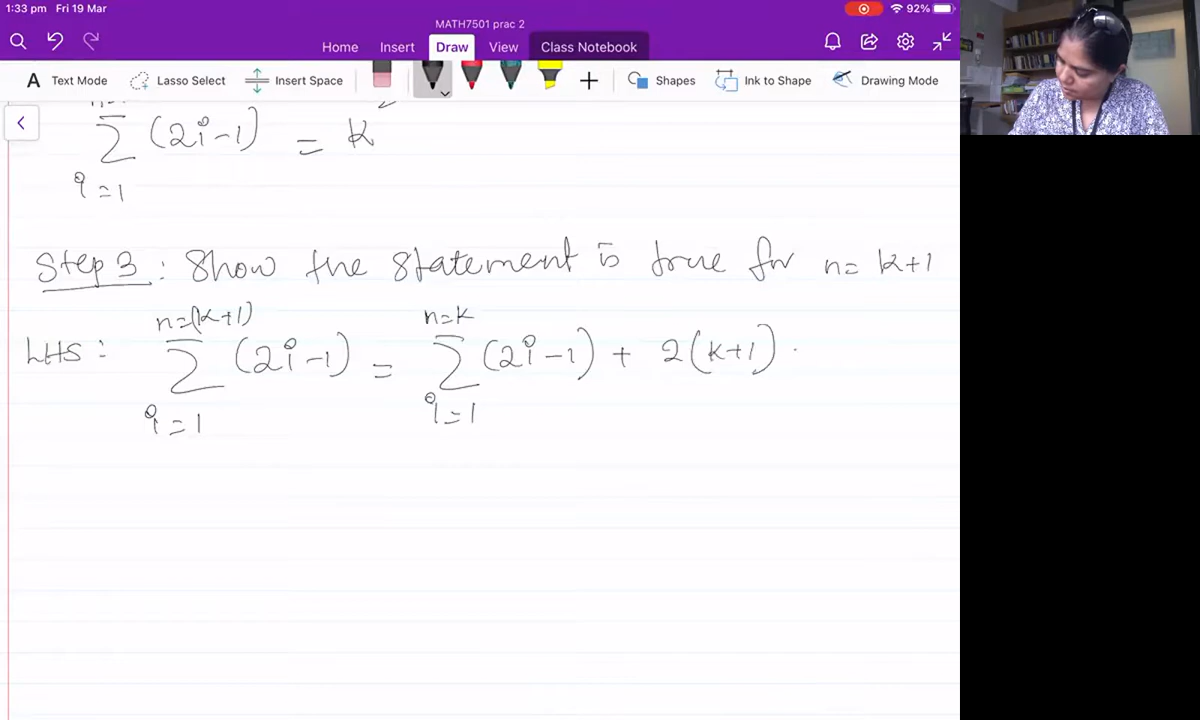 1:33 pm Fri 19 Mar
92%
MATH7501 prac 2
Home Insert Draw View Class Notebook
A Text Mode Lasso Select Insert Space Shapes Ink to Shape Drawing Mode
∑ (2i-1) = k²
i=1
Step 3: Show the statement is true for n= k+1
n=(k+1) n=k
LHS: ∑ (2i-1) = ∑ (2i-1) + 2(k+1)
i=1 i=1